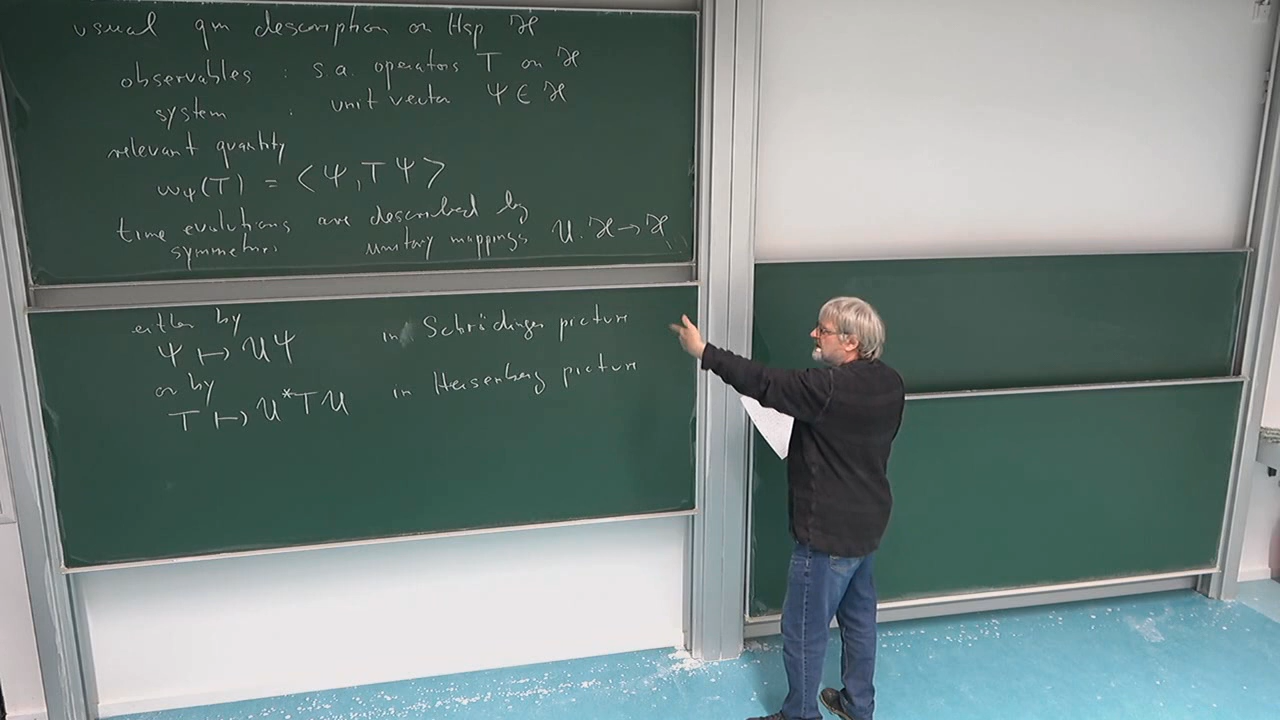 usual qm description on Hsp ℋ
observables : s.a. operators T on ℋ
system : unit vector Ψ ∈ ℋ
relevant quantity
w_Ψ(T) = <Ψ, TΨ>
time evolutions are described by
symmetries unitary mappings U: ℋ → ℋ
either by
Ψ ↦ UΨ in Schrödinger picture
or by
T ↦ U*TU in Heisenberg picture